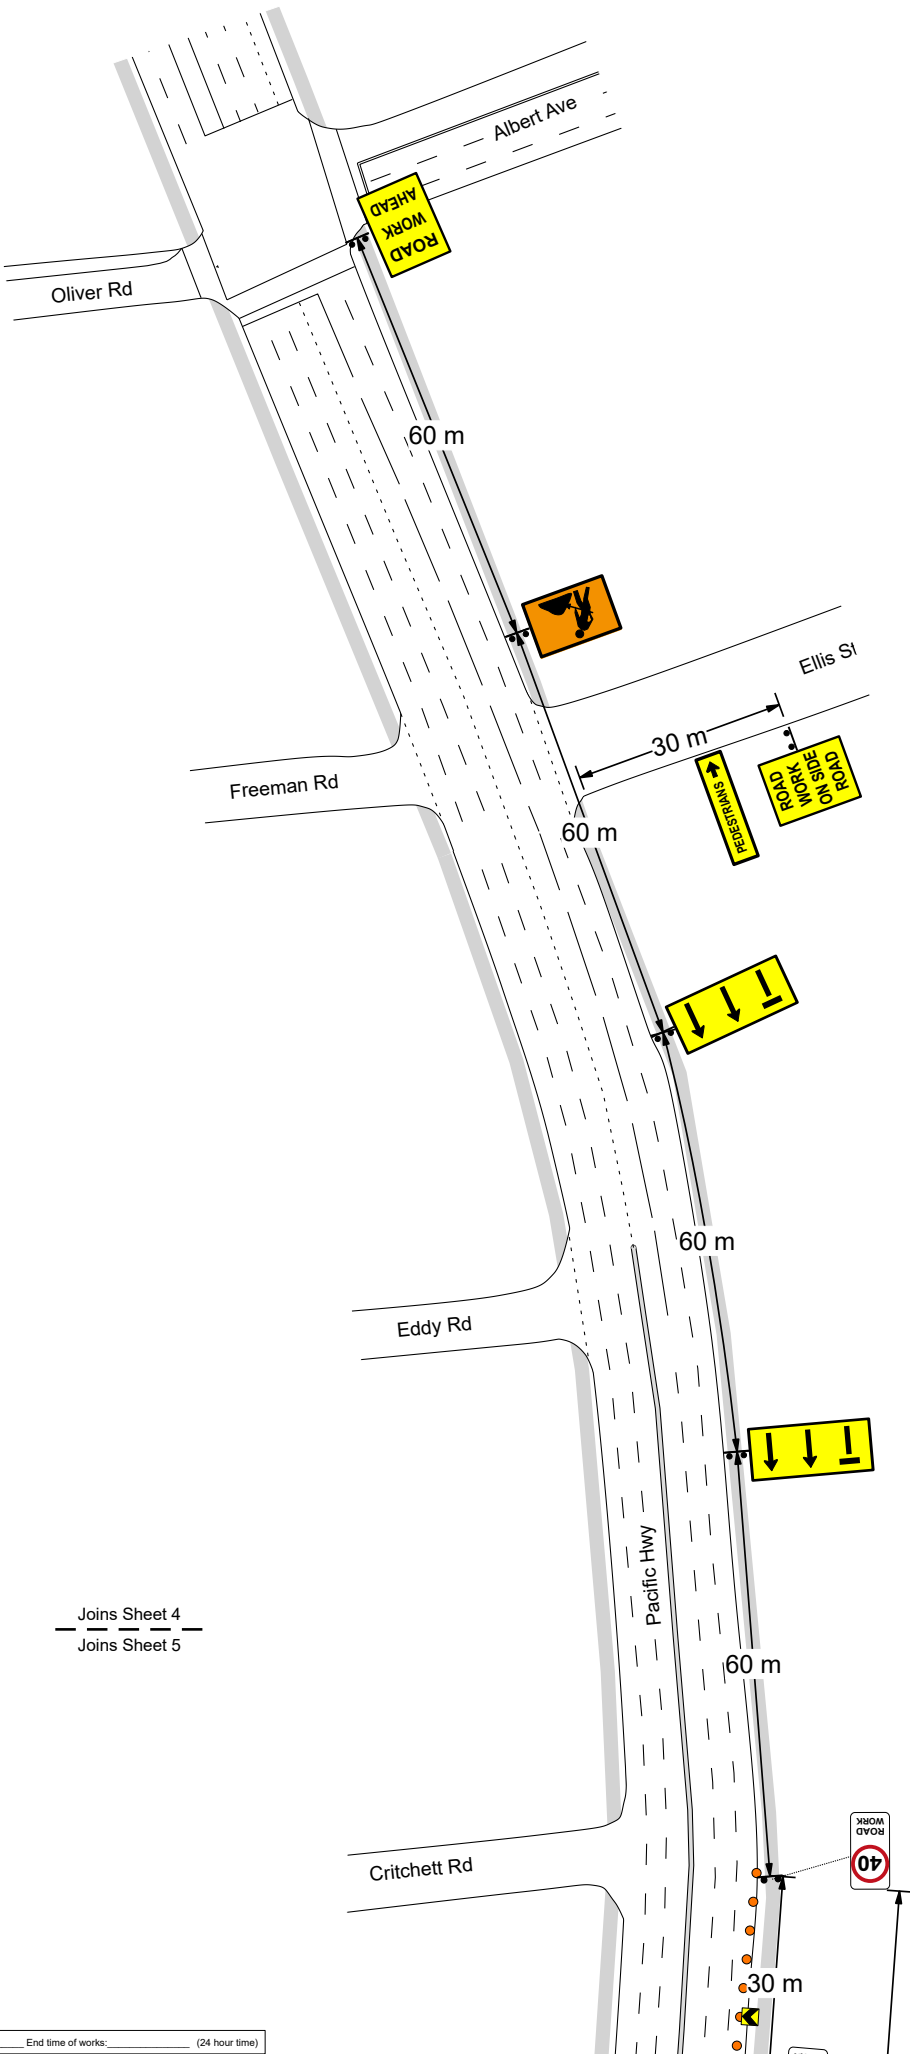 Albert Ave
ROAD
WORK
AHEAD
Oliver Rd
60 m
Ellis St
30 m
ROAD
WORK
ON SIDE
ROAD
PEDESTRIANS
Freeman Rd
60 m
60 m
Eddy Rd
Pacific Hwy
Joins Sheet 4
Joins Sheet 5
60 m
ROAD
WORK
40
Critchett Rd
30 m
End time of works:________________ (24 hour time)